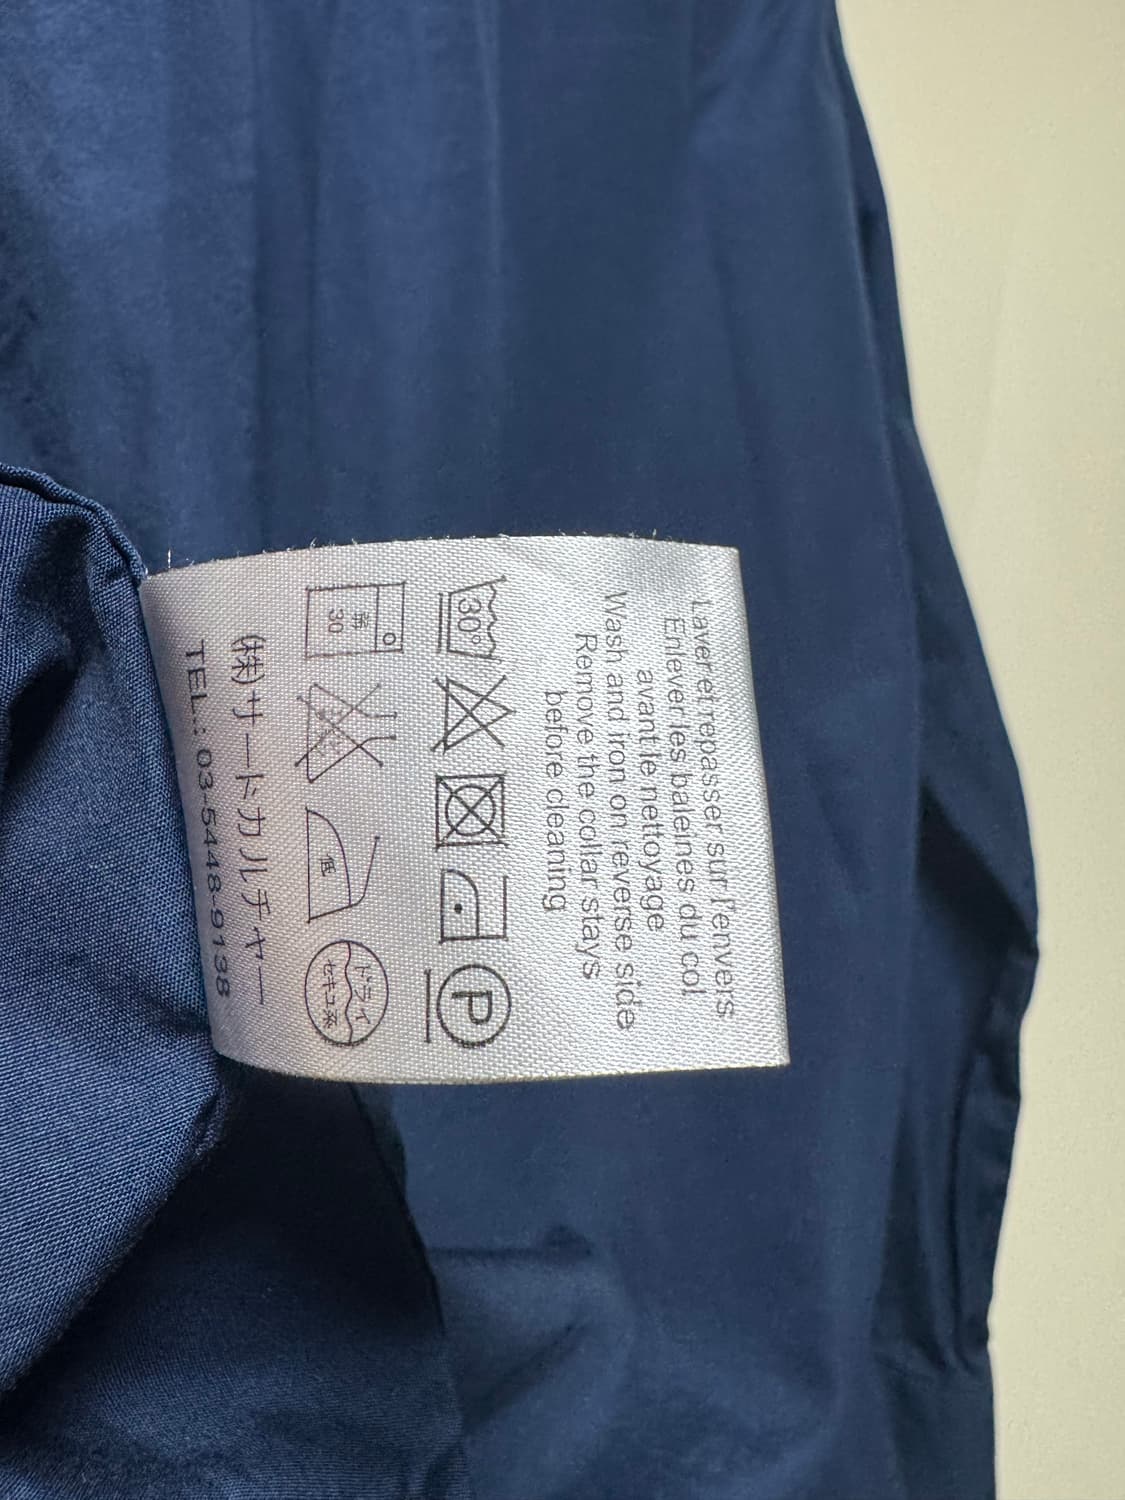 Laver et repasser sur l'envers
Enlever les baleines du col
avant le nettoyage
Wash and iron on reverse side
Remove the collar stays
before cleaning
30°
P
弱
30
低
ドライ
セキユ系
(株)サードカルチャー
TEL.: 03-5448-9138